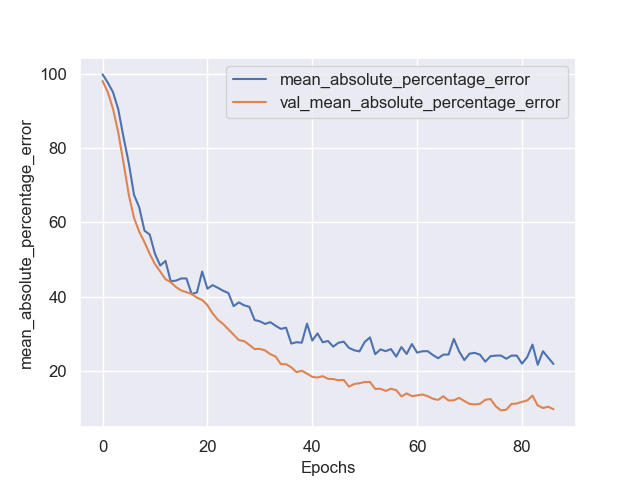 mean_absolute_percentage_error
val_mean_absolute_percentage_error
mean_absolute_percentage_error
100
80
60
40
20
0 20 40 60 80
Epochs